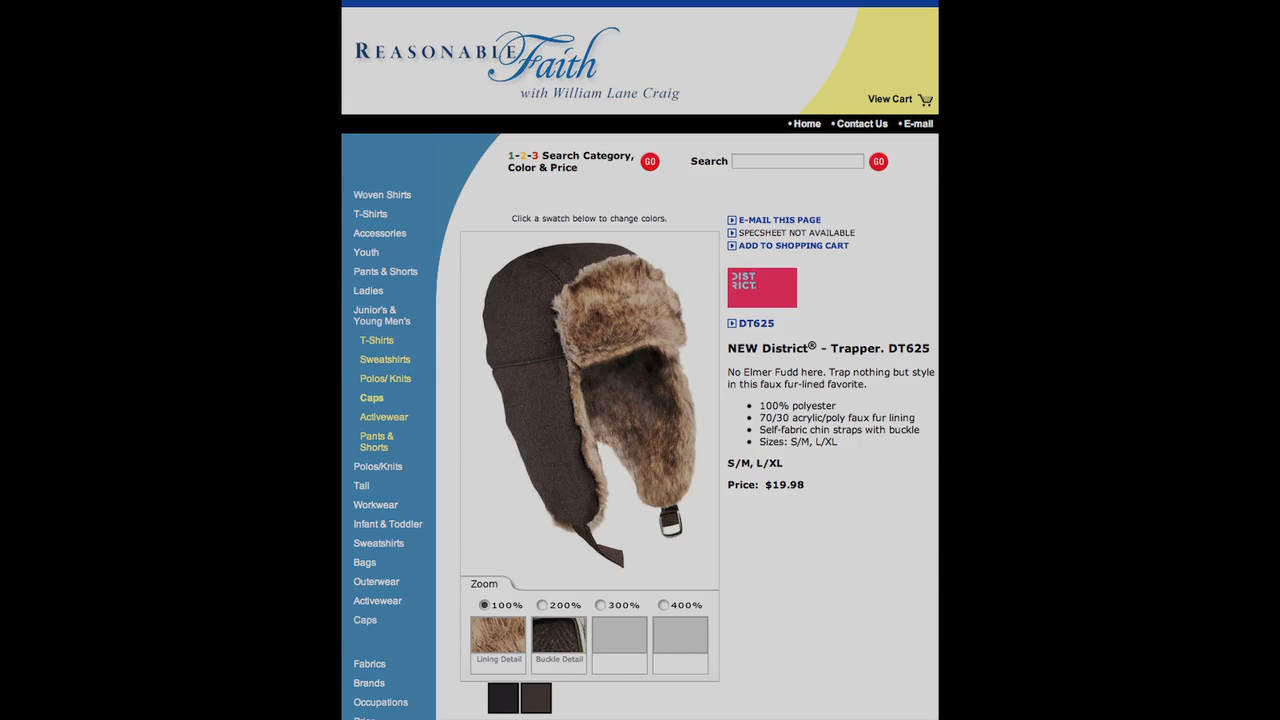 REASONABLE Faith
with William Lane Craig
View Cart
• Home • Contact Us • E-mail
1-2-3 Search Category,
Color & Price
GO
Search
GO
Woven Shirts
T-Shirts
Accessories
Youth
Pants & Shorts
Ladies
Junior's &
Young Men's
T-Shirts
Sweatshirts
Polos/ Knits
Caps
Activewear
Pants &
Shorts
Polos/Knits
Tall
Workwear
Infant & Toddler
Sweatshirts
Bags
Outerwear
Activewear
Caps
Fabrics
Brands
Occupations
Click a swatch below to change colors.
Zoom
100% 200% 300% 400%
Lining Detail Buckle Detail
E-MAIL THIS PAGE
SPECSHEET NOT AVAILABLE
ADD TO SHOPPING CART
DIST
RICT.
DT625
NEW District® - Trapper. DT625
No Elmer Fudd here. Trap nothing but style
in this faux fur-lined favorite.
• 100% polyester
• 70/30 acrylic/poly faux fur lining
• Self-fabric chin straps with buckle
• Sizes: S/M, L/XL
S/M, L/XL
Price: $19.98